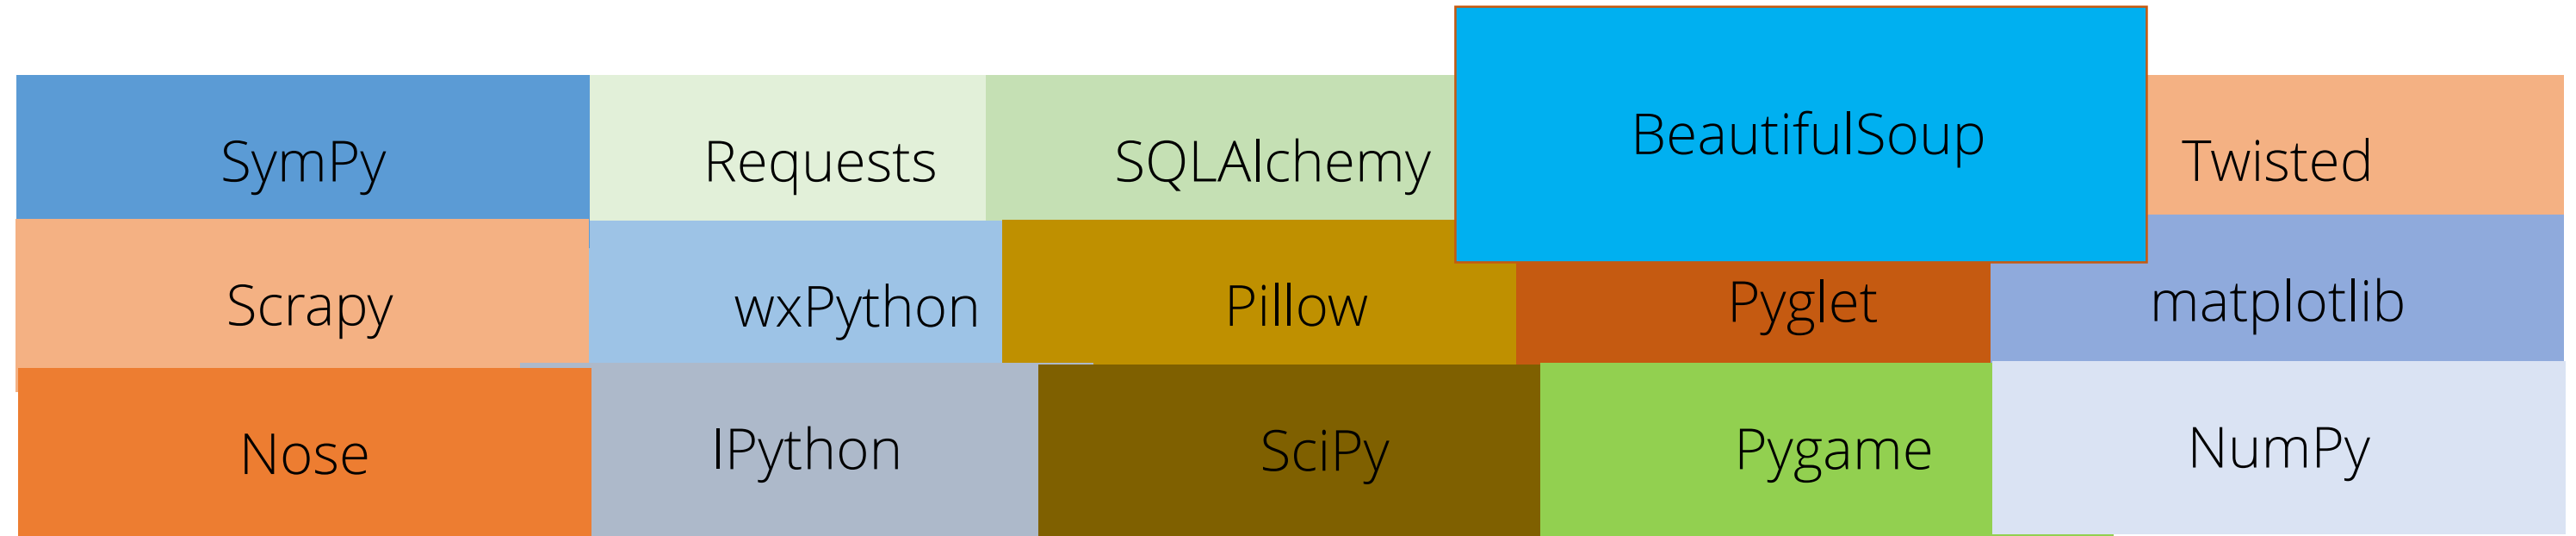 SymPy Requests SQLAlchemy BeautifulSoup Twisted
Scrapy wxPython Pillow Pyglet matplotlib
Nose IPython SciPy Pygame NumPy